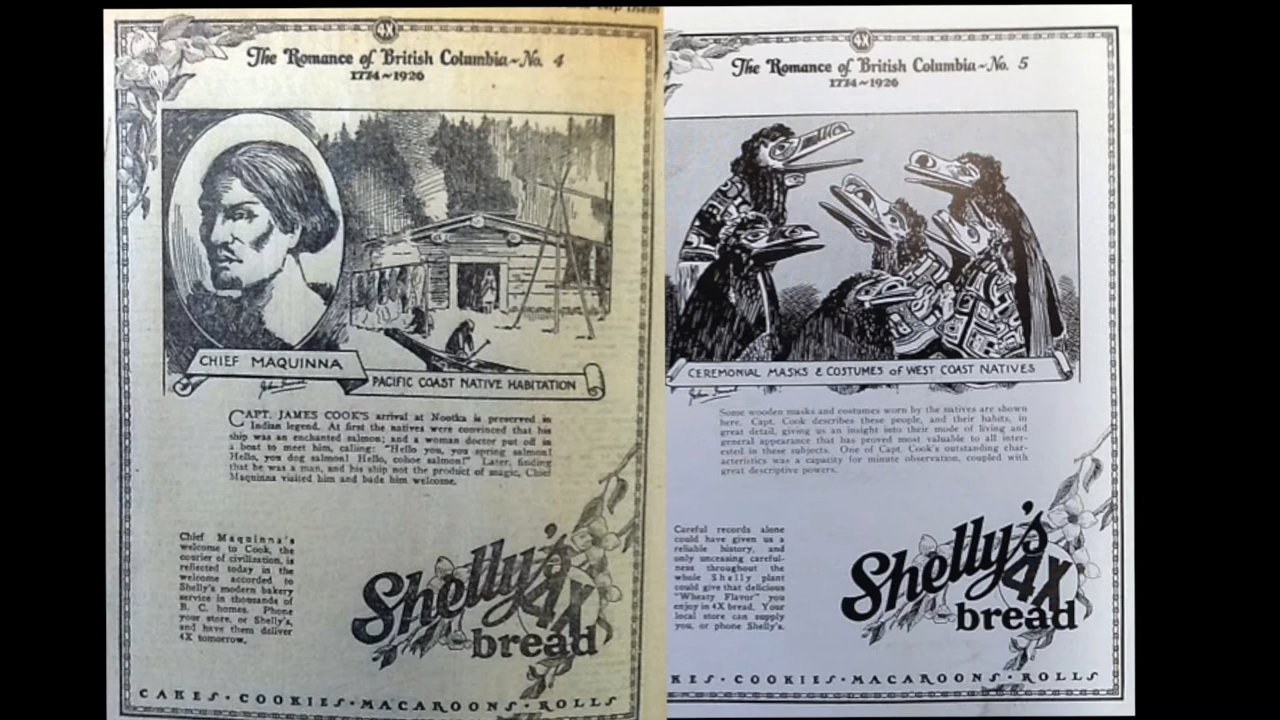 4X
The Romance of British Columbia~No. 4
1774~1926
CHIEF MAQUINNA
PACIFIC COAST NATIVE HABITATION
CAPT. JAMES COOK'S arrival at Nootka is preserved in
Indian legend. At first the natives were convinced that his
ship was an enchanted salmon; and a woman doctor put off in
a boat to meet him, calling: "Hello you, you spring salmon!
Hello, you dog salmon! Hello, cohoe salmon!" Later, finding
that he was a man, and his ship not the product of magic, Chief
Maquinna visited him and bade him welcome.
Chief Maquinna's
welcome to Cook, the
courier of civilization, is
reflected today in the
welcome accorded to
Shelly's modern bakery
service in thousands of
B. C. homes. Phone
your store, or Shelly's,
and have them deliver
4X tomorrow.
Shelly's
4X
bread
CAKES · COOKIES · MACAROONS · ROLLS
4X
The Romance of British Columbia~No. 5
1774~1926
CEREMONIAL MASKS & COSTUMES of WEST COAST NATIVES
Some wooden masks and costumes worn by the natives are shown
here. Capt. Cook describes these people, and their habits, in
great detail, giving us an insight into their mode of living and
general appearance that has proved most valuable to all inter-
ested in these subjects. One of Capt. Cook's outstanding char-
acteristics was a capacity for minute observation, coupled with
great descriptive powers.
Careful records alone
could have given us a
reliable history, and
only unceasing careful-
ness throughout the
whole Shelly plant
could give that delicious
"Wheaty Flavor" you
enjoy in 4X bread. Your
local store can supply
you, or phone Shelly's.
Shelly's
4X
bread
KES · COOKIES · MACAROONS · ROLLS